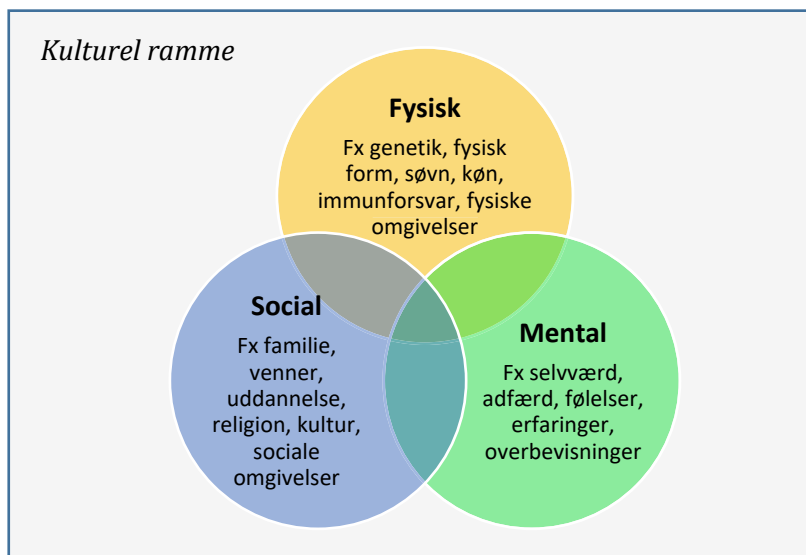 Kulturel ramme
Fysisk
Fx genetik, fysisk
form, søvn, køn,
immunforsvar, fysiske
omgivelser
Social
Fx familie,
venner,
uddannelse,
religion, kultur,
sociale
omgivelser
Mental
Fx selvværd,
adfærd, følelser,
erfaringer,
overbevisninger